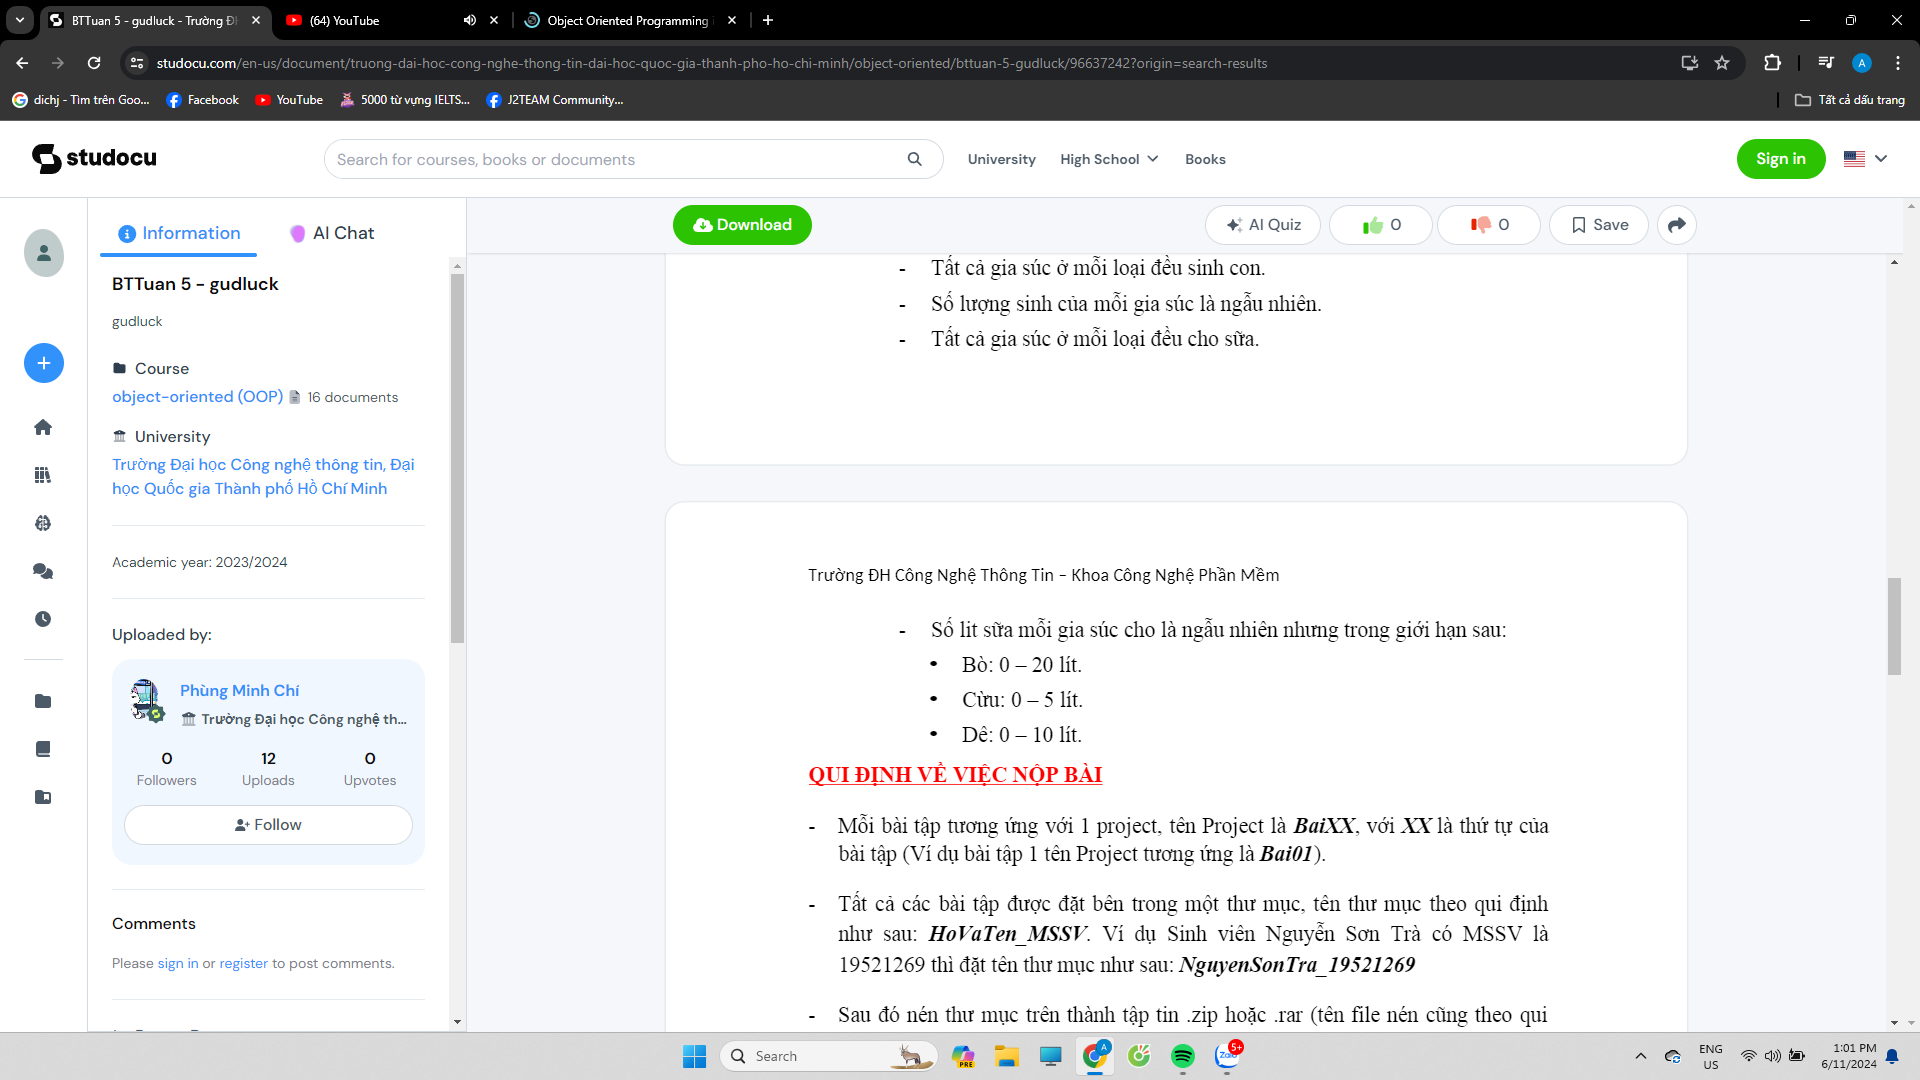 BTTuan 5 - gudluck - Trường Đ
(64) YouTube
Object Oriented Programming
studocu.com/en-us/document/truong-dai-hoc-cong-nghe-thong-tin-dai-hoc-quoc-gia-thanh-pho-ho-chi-minh/object-oriented/bttuan-5-gudluck/96637242?origin=search-results
A
dichj - Tìm trên Goo...
Facebook
YouTube
5000 từ vựng IELTS...
J2TEAM Community...
Tất cả dấu trang
studocu
Search for courses, books or documents
University
High School
Books
Sign in
Information
AI Chat
Download
AI Quiz
0
0
Save
BTTuan 5 - gudluck
gudluck
Course
object-oriented (OOP) 16 documents
University
Trường Đại học Công nghệ thông tin, Đại
học Quốc gia Thành phố Hồ Chí Minh
Academic year: 2023/2024
Uploaded by:
Phùng Minh Chí
Trường Đại học Công nghệ th...
0 12 0
Followers Uploads Upvotes
Follow
Comments
Please sign in or register to post comments.
- Tất cả gia súc ở mỗi loại đều sinh con.
- Số lượng sinh của mỗi gia súc là ngẫu nhiên.
- Tất cả gia súc ở mỗi loại đều cho sữa.
Trường ĐH Công Nghệ Thông Tin – Khoa Công Nghệ Phần Mềm
- Số lit sữa mỗi gia súc cho là ngẫu nhiên nhưng trong giới hạn sau:
• Bò: 0 – 20 lít.
• Cừu: 0 – 5 lít.
• Dê: 0 – 10 lít.
QUI ĐỊNH VỀ VIỆC NỘP BÀI
- Mỗi bài tập tương ứng với 1 project, tên Project là BaiXX, với XX là thứ tự của
bài tập (Ví dụ bài tập 1 tên Project tương ứng là Bai01).
- Tất cả các bài tập được đặt bên trong một thư mục, tên thư mục theo qui định
như sau: HoVaTen_MSSV. Ví dụ Sinh viên Nguyễn Sơn Trà có MSSV là
19521269 thì đặt tên thư mục như sau: NguyenSonTra_19521269
- Sau đó nén thư mục trên thành tập tin .zip hoặc .rar (tên file nén cũng theo qui
Search
PRE
A
Zalo
5+
ENG
US
1:01 PM
6/11/2024